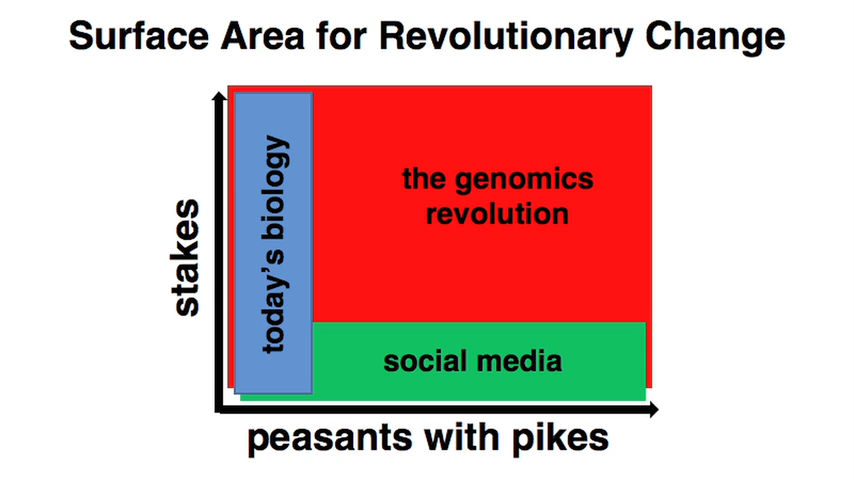 Surface Area for Revolutionary Change
stakes
today's biology
the genomics
revolution
social media
peasants with pikes